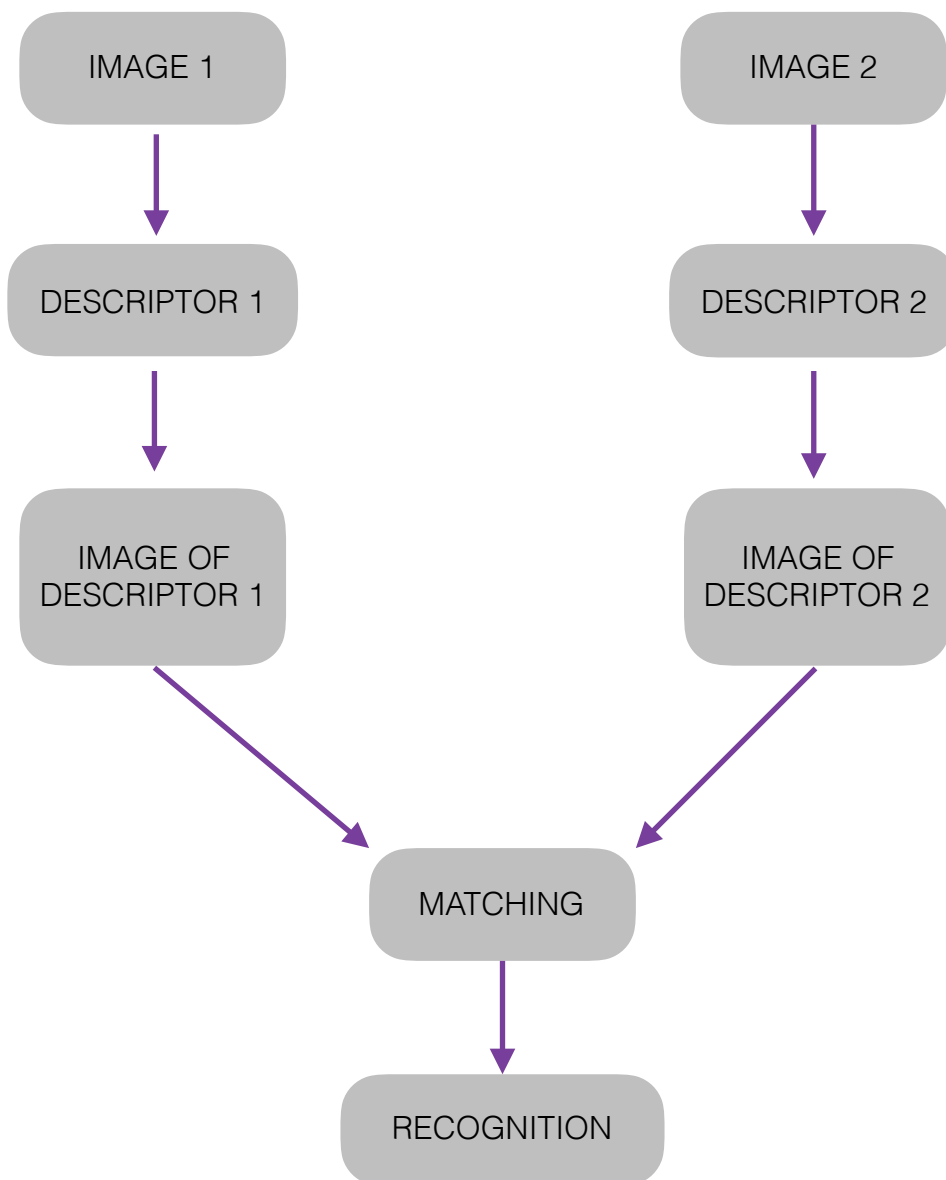 IMAGE 1
IMAGE 2
DESCRIPTOR 1
DESCRIPTOR 2
IMAGE OF
DESCRIPTOR 1
IMAGE OF
DESCRIPTOR 2
MATCHING
RECOGNITION